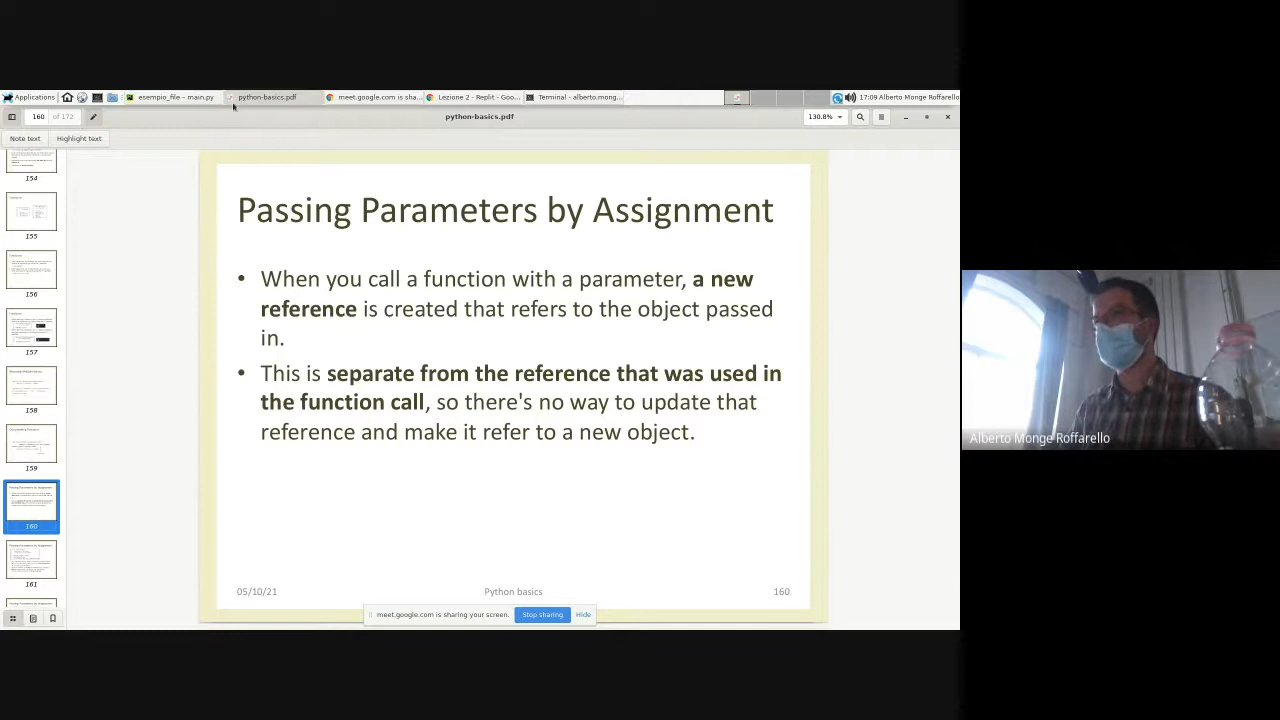 Applications
esempio_file – main.py
python-basics.pdf
meet.google.com is sha...
Lezione 2 - Replit - Goo...
Terminal - alberto.mong...
17:09 Alberto Monge Roffarello
160 of 172
python-basics.pdf
130.8%
Note text
Highlight text
154
155
156
157
158
159
160
161
Passing Parameters by Assignment
• When you call a function with a parameter, a new
reference is created that refers to the object passed
in.
• This is separate from the reference that was used in
the function call, so there's no way to update that
reference and make it refer to a new object.
05/10/21
Python basics
160
meet.google.com is sharing your screen.
Stop sharing
Hide
Alberto Monge Roffarello